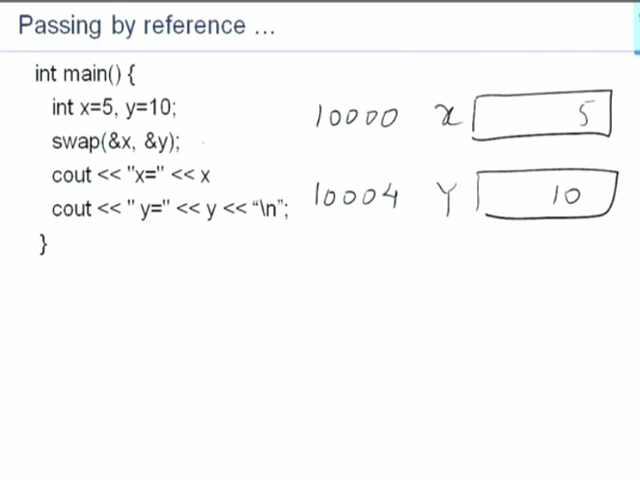 Passing by reference ...
int main() {
int x=5, y=10;
swap(&x, &y);
cout << "x=" << x
cout << " y=" << y << “\n”;
}
10000 x 5
10004 Y 10